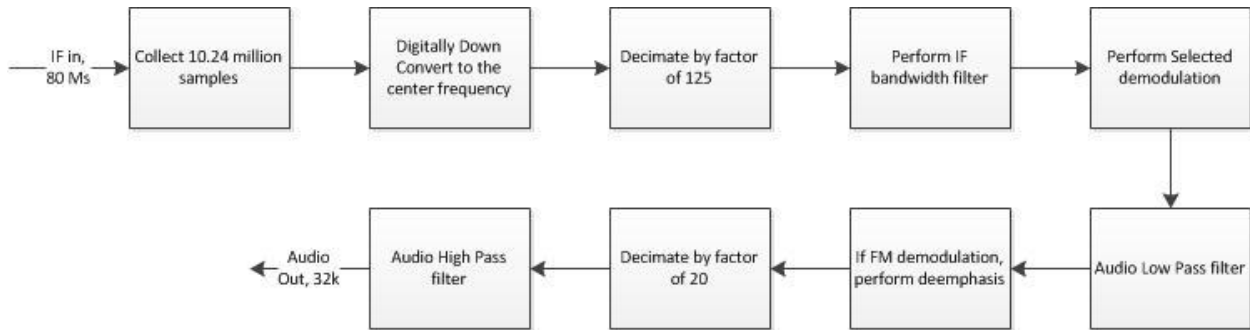 IF in,
80 Ms
Collect 10.24 million
samples
Digitally Down
Convert to the
center frequency
Decimate by factor
of 125
Perform IF
bandwidth filter
Perform Selected
demodulation
Audio Low Pass filter
If FM demodulation,
perform deemphasis
Decimate by factor
of 20
Audio High Pass
filter
Audio
Out, 32k